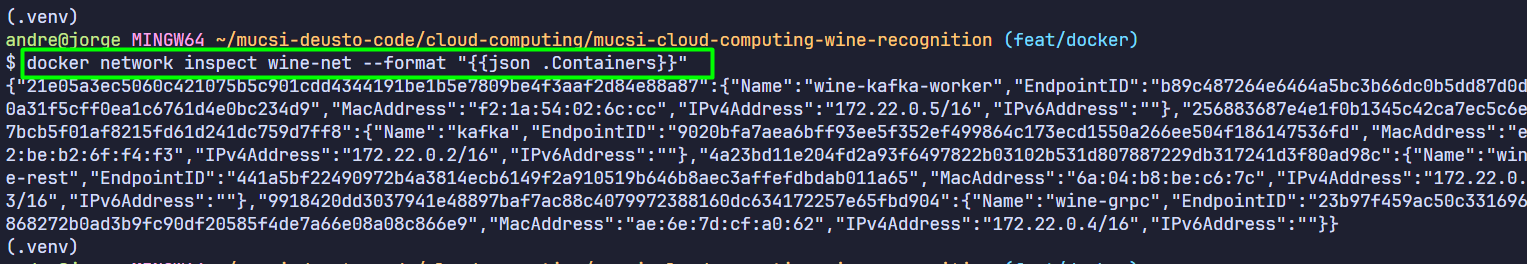 (.venv)
andre@jorge MINGW64 ~/mucsi-deusto-code/cloud-computing/mucsi-cloud-computing-wine-recognition (feat/docker)
$ docker network inspect wine-net --format "{{json .Containers}}"
{"21e05a3ec5060c421075b5c901cdd4344191be1b5e7809be4f3aaf2d84e88a87":{"Name":"wine-kafka-worker","EndpointID":"b89c487264e6464a5bc3b66dc0b5dd87d0d
0a31f5cff0ea1c6761d4e0bc234d9","MacAddress":"f2:1a:54:02:6c:cc","IPv4Address":"172.22.0.5/16","IPv6Address":""},"256883687e4e1f0b1345c42ca7ec5c6e
7bcb5f01af8215fd61d241dc759d7ff8":{"Name":"kafka","EndpointID":"9020bfa7aea6bff93ee5f352ef499864c173ecd1550a266ee504f186147536fd","MacAddress":"e
2:be:b2:6f:f4:f3","IPv4Address":"172.22.0.2/16","IPv6Address":""},"4a23bd11e204fd2a93f6497822b03102b531d807887229db317241d3f80ad98c":{"Name":"win
e-rest","EndpointID":"441a5bf22490972b4a3814ecb6149f2a910519b646b8aec3affefdbdab011a65","MacAddress":"6a:04:b8:be:c6:7c","IPv4Address":"172.22.0.
3/16","IPv6Address":""},"9918420dd3037941e48897baf7ac88c4079972388160dc634172257e65fbd904":{"Name":"wine-grpc","EndpointID":"23b97f459ac50c331696
868272b0ad3b9fc90df20585f4de7a66e08a08c866e9","MacAddress":"ae:6e:7d:cf:a0:62","IPv4Address":"172.22.0.4/16","IPv6Address":""}}
(.venv)